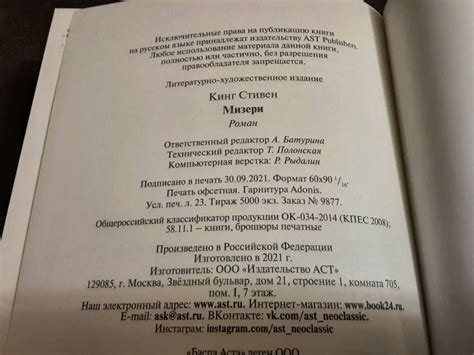 Исключительные права на публикацию книги
на русском языке принадлежат издательству AST Publishers.
Любое использование материала данной книги,
полностью или частично, без разрешения
правообладателя запрещается.
Литературно-художественное издание
Кинг Стивен
Мизери
Роман
Ответственный редактор А. Батурина
Технический редактор Т. Полонская
Компьютерная верстка: Р. Рыдалин
Подписано в печать 30.09.2021. Формат 60x90 1/16
Печать офсетная. Гарнитура Adonis.
Усл. печ. л. 23. Тираж 5000 экз. Заказ № 9877.
Общероссийский классификатор продукции ОК-034-2014 (КПЕС 2008);
58.11.1 – книги, брошюры печатные
Произведено в Российской Федерации
Изготовлено в 2021 г.
Изготовитель: ООО «Издательство АСТ»
129085, г. Москва, Звёздный бульвар, дом 21, строение 1, комната 705,
пом. I, 7 этаж.
Наш электронный адрес: www.ast.ru. Интернет-магазин: www.book24.ru
E-mail: ask@ast.ru. ВКонтакте: vk.com/ast_neoclassic
Инстаграм: instagram.com/ast_neoclassic
«Баспа Аста» деген ООО